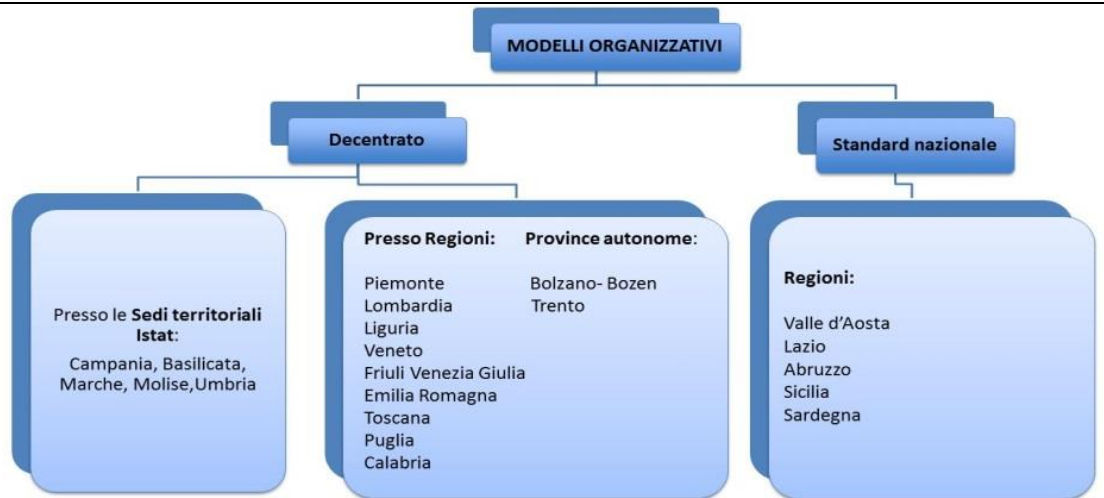 MODELLI ORGANIZZATIVI
Decentrato
Standard nazionale
Presso le Sedi territoriali
Istat:
Campania, Basilicata,
Marche, Molise,Umbria
Presso Regioni:
Piemonte
Lombardia
Liguria
Veneto
Friuli Venezia Giulia
Emilia Romagna
Toscana
Puglia
Calabria
Province autonome:
Bolzano- Bozen
Trento
Regioni:
Valle d’Aosta
Lazio
Abruzzo
Sicilia
Sardegna